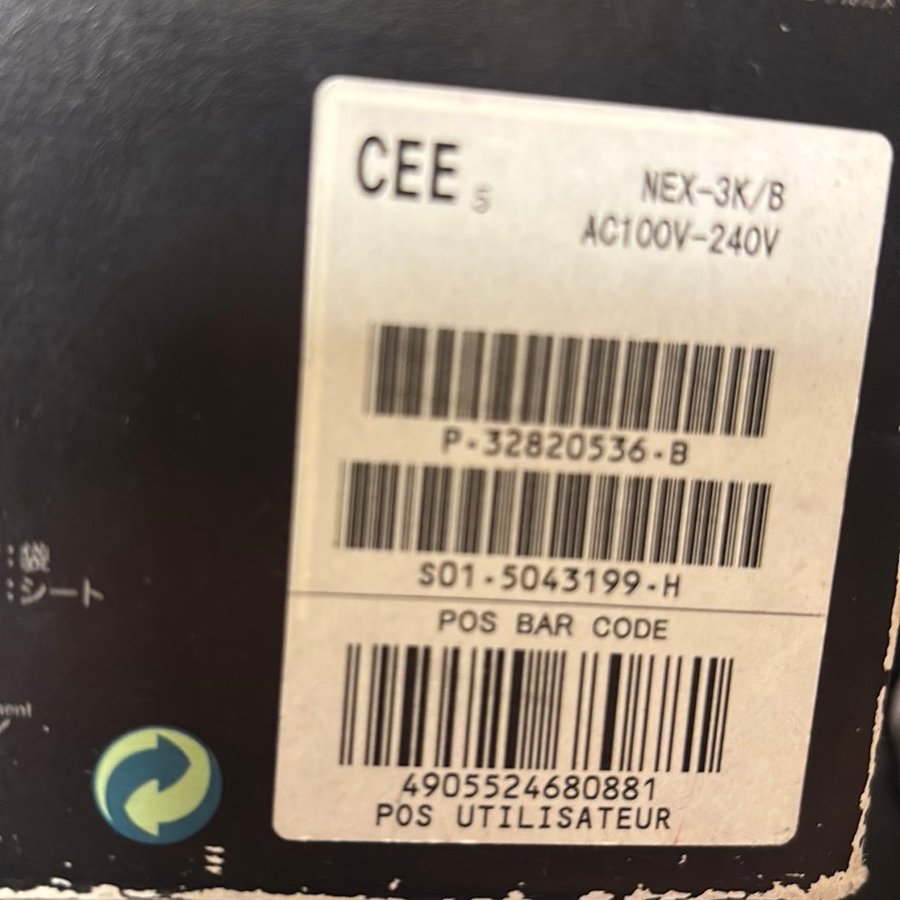 CEE 5
NEX-3K/B
AC100V-240V
P-32820536-B
S01-5043199-H
POS BAR CODE
4905524680881
POS UTILISATEUR
:袋
:シート